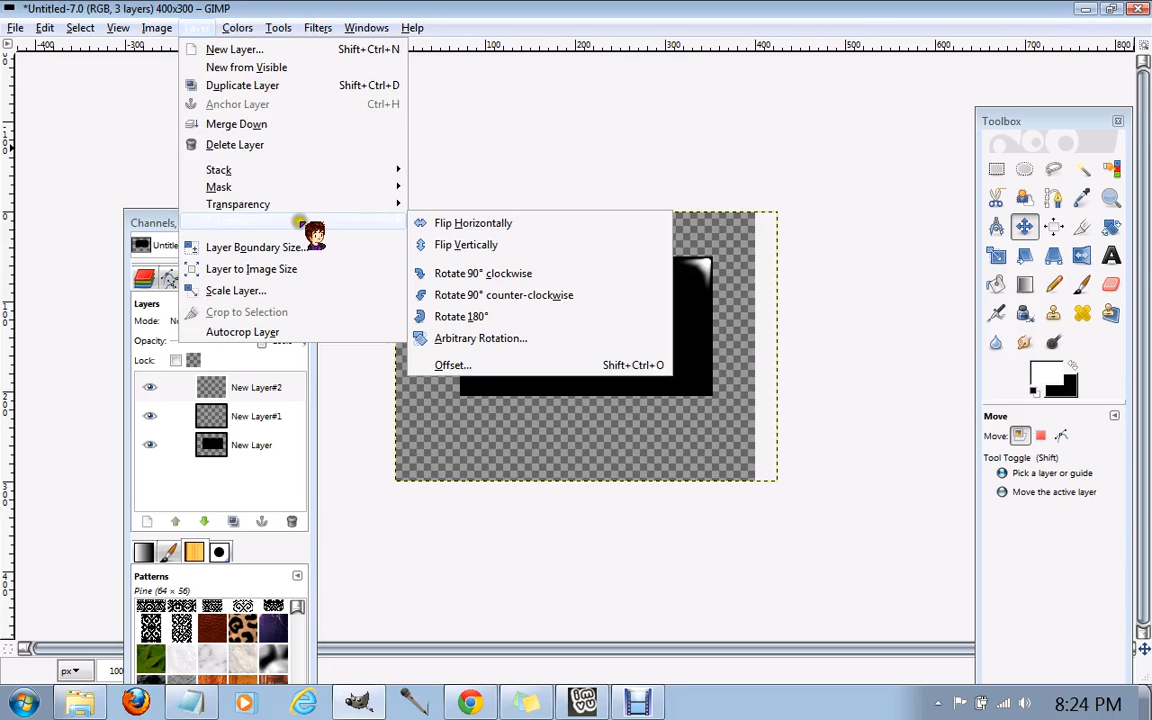 *Untitled-7.0 (RGB, 3 layers) 400x300 – GIMP
File Edit Select View Image Layer Colors Tools Filters Windows Help
-400 -300 100 200 300 400 500 600 700 800
New Layer... Shift+Ctrl+N
New from Visible
Duplicate Layer Shift+Ctrl+D
Anchor Layer Ctrl+H
Merge Down
Delete Layer
Stack
Mask
Transparency
Layer Boundary Size...
Layer to Image Size
Scale Layer...
Crop to Selection
Autocrop Layer
Flip Horizontally
Flip Vertically
Rotate 90° clockwise
Rotate 90° counter-clockwise
Rotate 180°
Arbitrary Rotation...
Offset... Shift+Ctrl+O
Channels,
Untitle
Layers
Mode: No
Opacity:
Lock:
New Layer#2
New Layer#1
New Layer
Patterns
Pine (64 × 56)
px 100
Toolbox
Move
Move:
Tool Toggle (Shift)
Pick a layer or guide
Move the active layer
8:24 PM